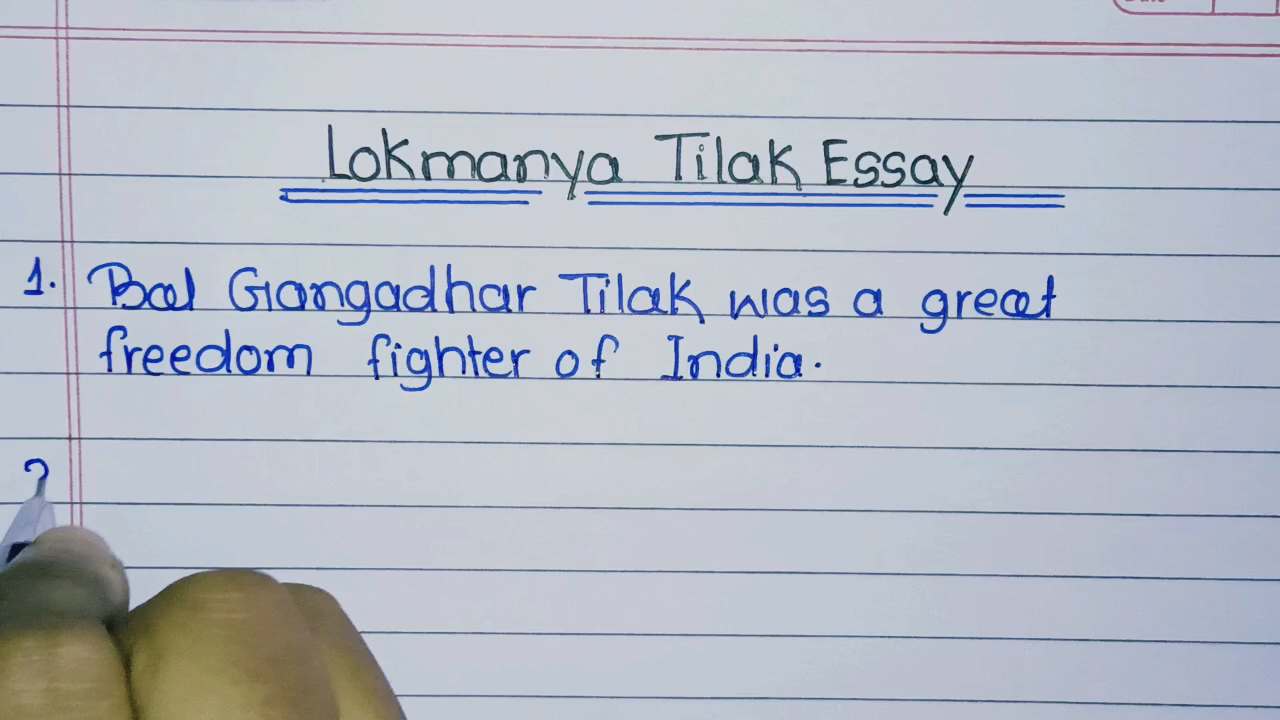 Lokmanya Tilak Essay
1. Bal Gangadhar Tilak was a great
freedom fighter of India.
2